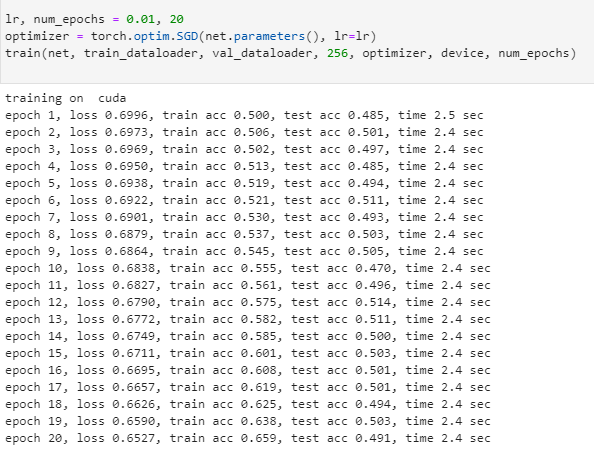 lr, num_epochs = 0.01, 20
optimizer = torch.optim.SGD(net.parameters(), lr=lr)
train(net, train_dataloader, val_dataloader, 256, optimizer, device, num_epochs)
training on  cuda
epoch 1, loss 0.6996, train acc 0.500, test acc 0.485, time 2.5 sec
epoch 2, loss 0.6973, train acc 0.506, test acc 0.501, time 2.4 sec
epoch 3, loss 0.6969, train acc 0.502, test acc 0.497, time 2.4 sec
epoch 4, loss 0.6950, train acc 0.513, test acc 0.485, time 2.4 sec
epoch 5, loss 0.6938, train acc 0.519, test acc 0.494, time 2.4 sec
epoch 6, loss 0.6922, train acc 0.521, test acc 0.511, time 2.4 sec
epoch 7, loss 0.6901, train acc 0.530, test acc 0.493, time 2.4 sec
epoch 8, loss 0.6879, train acc 0.537, test acc 0.503, time 2.4 sec
epoch 9, loss 0.6864, train acc 0.545, test acc 0.505, time 2.4 sec
epoch 10, loss 0.6838, train acc 0.555, test acc 0.470, time 2.4 sec
epoch 11, loss 0.6827, train acc 0.561, test acc 0.496, time 2.4 sec
epoch 12, loss 0.6790, train acc 0.575, test acc 0.514, time 2.4 sec
epoch 13, loss 0.6772, train acc 0.582, test acc 0.511, time 2.4 sec
epoch 14, loss 0.6749, train acc 0.585, test acc 0.500, time 2.4 sec
epoch 15, loss 0.6711, train acc 0.601, test acc 0.503, time 2.4 sec
epoch 16, loss 0.6695, train acc 0.608, test acc 0.501, time 2.4 sec
epoch 17, loss 0.6657, train acc 0.619, test acc 0.501, time 2.4 sec
epoch 18, loss 0.6626, train acc 0.625, test acc 0.494, time 2.4 sec
epoch 19, loss 0.6590, train acc 0.638, test acc 0.503, time 2.4 sec
epoch 20, loss 0.6527, train acc 0.659, test acc 0.491, time 2.4 sec